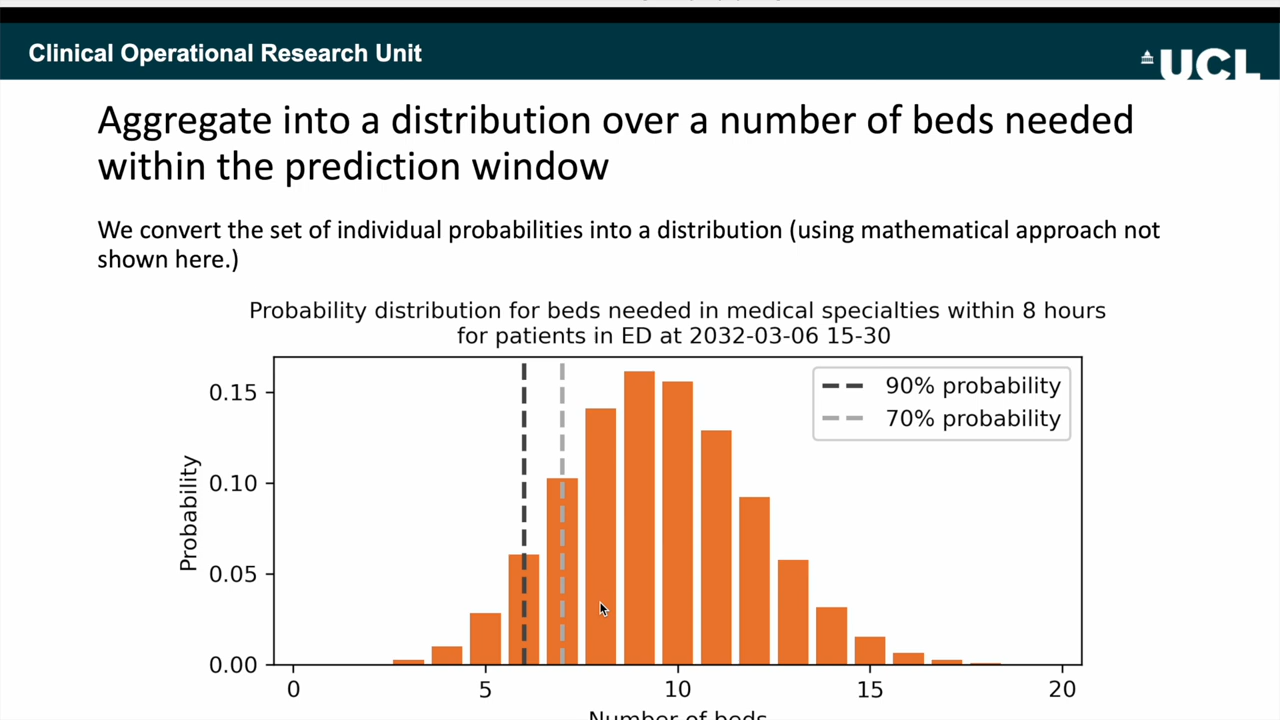 Clinical Operational Research Unit
UCL
Aggregate into a distribution over a number of beds needed
within the prediction window
We convert the set of individual probabilities into a distribution (using mathematical approach not
shown here.)
Probability distribution for beds needed in medical specialties within 8 hours
for patients in ED at 2032-03-06 15-30
90% probability
70% probability
Probability
0.15
0.10
0.05
0.00
0 5 10 15 20
Number of beds